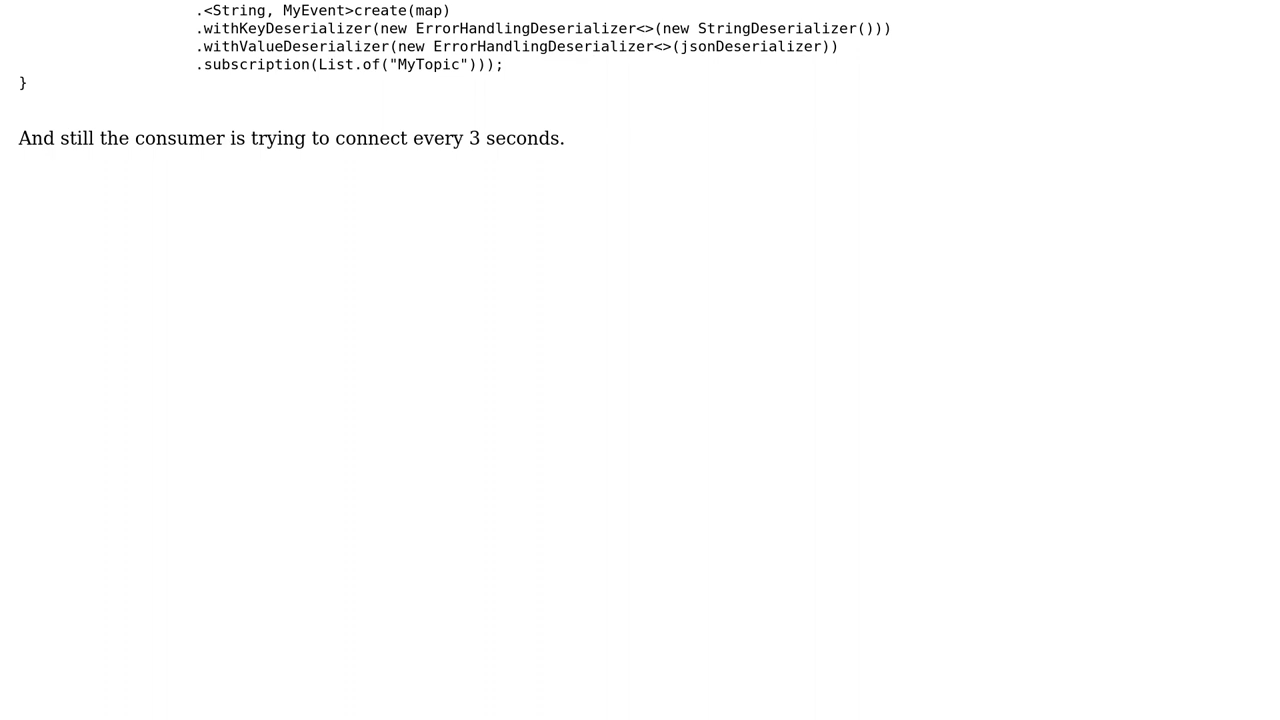 .<String, MyEvent>create(map)
.withKeyDeserializer(new ErrorHandlingDeserializer<>(new StringDeserializer()))
.withValueDeserializer(new ErrorHandlingDeserializer<>(jsonDeserializer))
.subscription(List.of("MyTopic")));
}
And still the consumer is trying to connect every 3 seconds.